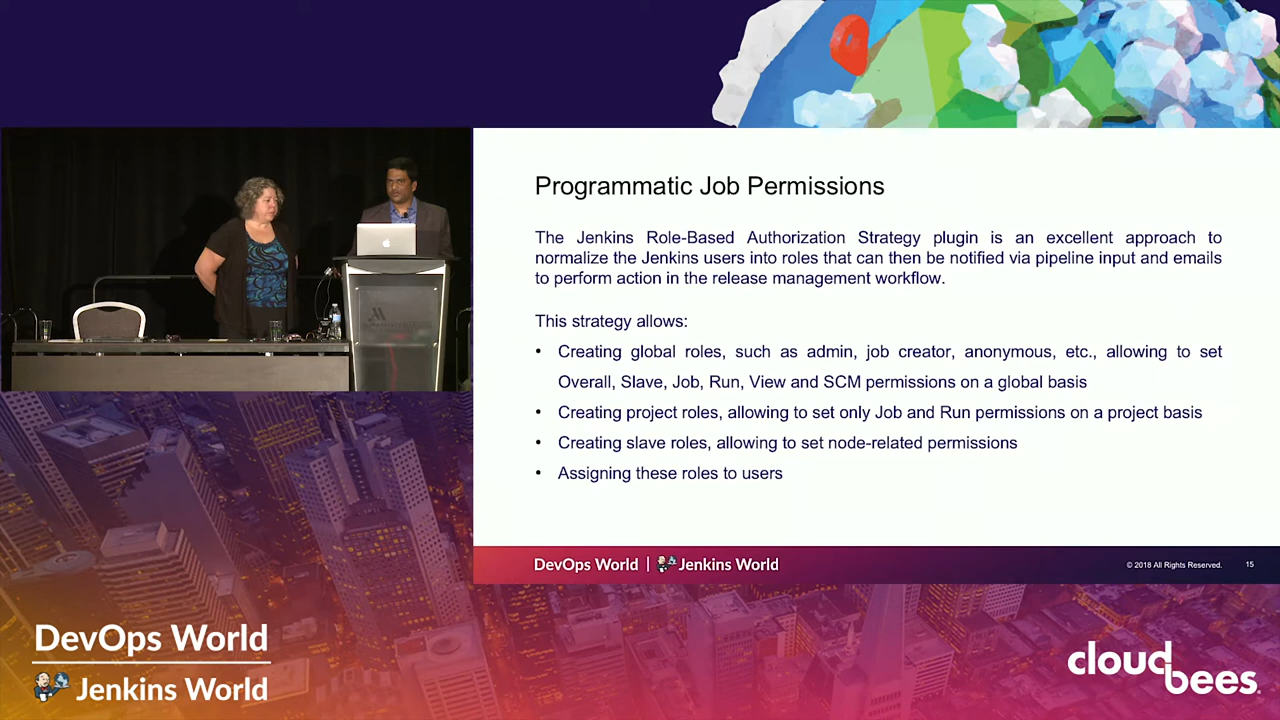 Programmatic Job Permissions
The Jenkins Role-Based Authorization Strategy plugin is an excellent approach to
normalize the Jenkins users into roles that can then be notified via pipeline input and emails
to perform action in the release management workflow.
This strategy allows:
• Creating global roles, such as admin, job creator, anonymous, etc., allowing to set
Overall, Slave, Job, Run, View and SCM permissions on a global basis
• Creating project roles, allowing to set only Job and Run permissions on a project basis
• Creating slave roles, allowing to set node-related permissions
• Assigning these roles to users
DevOps World | Jenkins World
© 2018 All Rights Reserved. 15
DevOps World
Jenkins World
cloudbees.